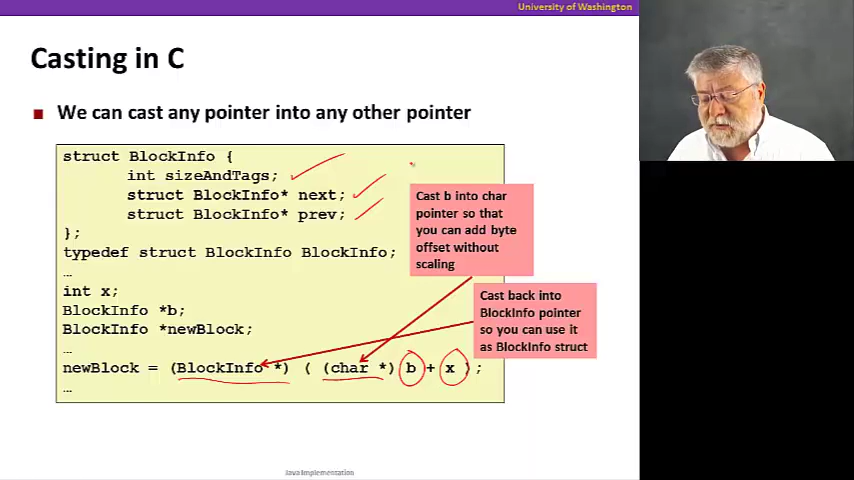 University of Washington
Casting in C
We can cast any pointer into any other pointer
struct BlockInfo {
int sizeAndTags;
struct BlockInfo* next;
struct BlockInfo* prev;
};
typedef struct BlockInfo BlockInfo;
…
int x;
BlockInfo *b;
BlockInfo *newBlock;
…
newBlock = (BlockInfo *) ( (char *) b + x );
…
Cast b into char
pointer so that
you can add byte
offset without
scaling
Cast back into
BlockInfo pointer
so you can use it
as BlockInfo struct
Java Implementation